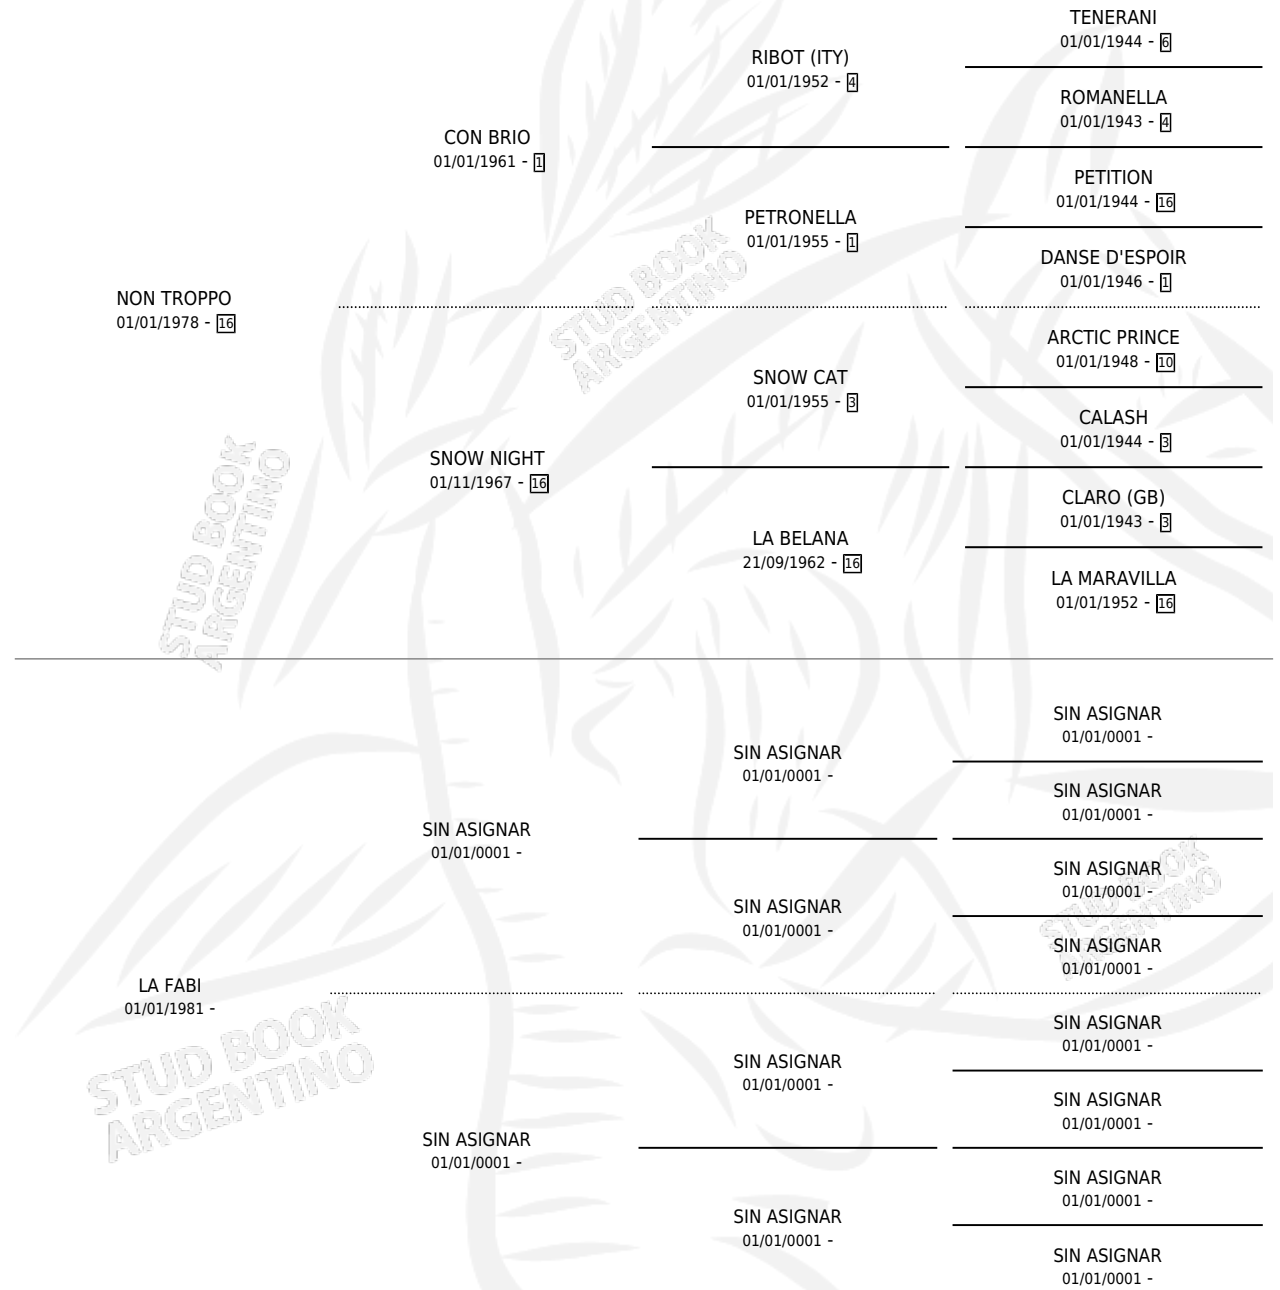 TENERANI
01/01/1944 - 6
RIBOT (ITY)
01/01/1952 - 4
ROMANELLA
01/01/1943 - 4
CON BRIO
01/01/1961 - 1
PETITION
01/01/1944 - 16
PETRONELLA
01/01/1955 - 1
DANSE D'ESPOIR
01/01/1946 - 1
NON TROPPO
01/01/1978 - 16
STUD BOOK
ARGENTINO
ARCTIC PRINCE
01/01/1948 - 10
SNOW CAT
01/01/1955 - 3
CALASH
01/01/1944 - 3
SNOW NIGHT
01/11/1967 - 16
CLARO (GB)
01/01/1943 - 3
LA BELANA
21/09/1962 - 16
LA MARAVILLA
01/01/1952 - 16
STUD BOOK
ARGENTINO
SIN ASIGNAR
01/01/0001 -
SIN ASIGNAR
01/01/0001 -
SIN ASIGNAR
01/01/0001 -
SIN ASIGNAR
01/01/0001 -
SIN ASIGNAR
01/01/0001 -
SIN ASIGNAR
01/01/0001 -
SIN ASIGNAR
01/01/0001 -
STUD BOOK
ARGENTINO
LA FABI
01/01/1981 -
SIN ASIGNAR
01/01/0001 -
SIN ASIGNAR
01/01/0001 -
SIN ASIGNAR
01/01/0001 -
SIN ASIGNAR
01/01/0001 -
SIN ASIGNAR
01/01/0001 -
SIN ASIGNAR
01/01/0001 -
SIN ASIGNAR
01/01/0001 -
STUD BOOK
ARGENTINO